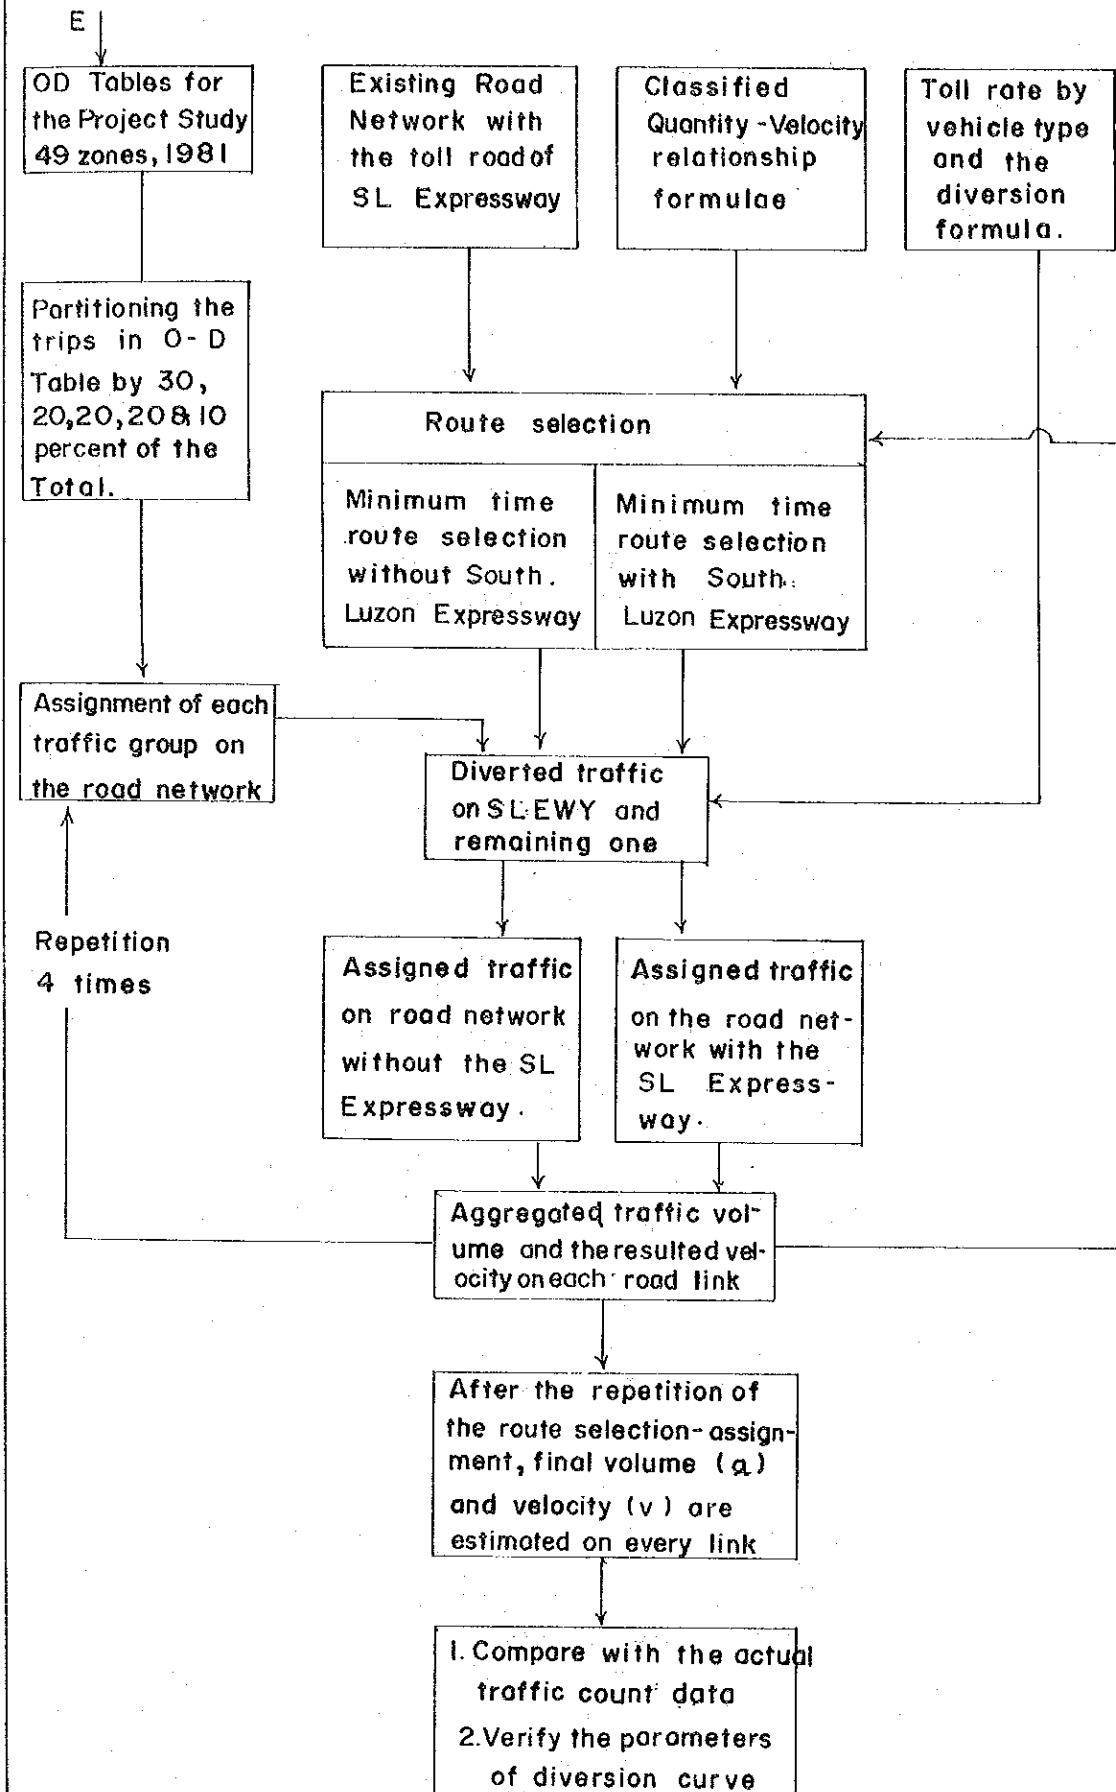 E
OD Tables for
the Project Study
49 zones, 1981
Existing Road
Network with
the toll road of
SL Expressway
Classified
Quantity-Velocity
relationship
formulae
Toll rate by
vehicle type
and the
diversion
formula.
Partitioning the
trips in O-D
Table by 30,
20,20,20 & 10
percent of the
Total.
Route selection
Minimum time
route selection
without South.
Luzon Expressway
Minimum time
route selection
with South
Luzon Expressway
Assignment of each
traffic group on
the road network
Diverted traffic
on SL EWY and
remaining one
Repetition
4 times
Assigned traffic
on road network
without the SL
Expressway.
Assigned traffic
on the road net-
work with the
SL Express-
way.
Aggregated traffic vol-
ume and the resulted vel-
ocity on each road link
After the repetition of
the route selection-assign-
ment, final volume (q)
and velocity (v) are
estimated on every link
1. Compare with the actual
traffic count data
2. Verify the parameters
of diversion curve